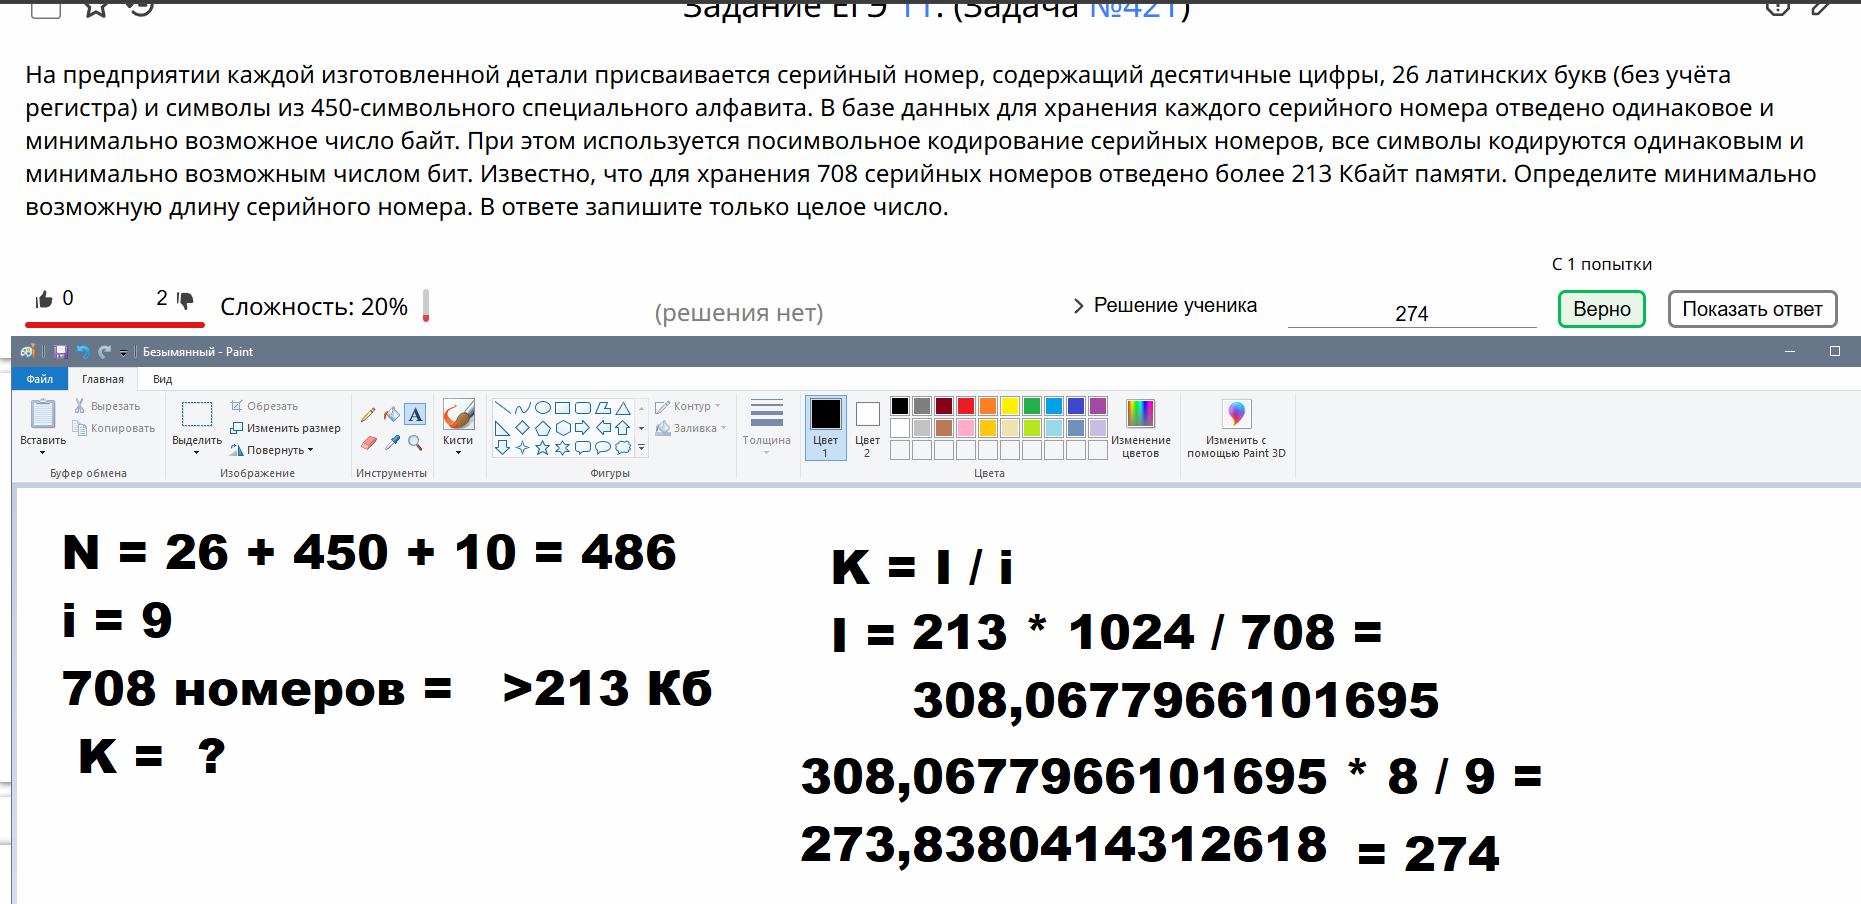 Задание ЕГЭ 11. (Задача №421)
На предприятии каждой изготовленной детали присваивается серийный номер, содержащий десятичные цифры, 26 латинских букв (без учёта
регистра) и символы из 450-символьного специального алфавита. В базе данных для хранения каждого серийного номера отведено одинаковое и
минимально возможное число байт. При этом используется посимвольное кодирование серийных номеров, все символы кодируются одинаковым и
минимально возможным числом бит. Известно, что для хранения 708 серийных номеров отведено более 213 Кбайт памяти. Определите минимально
возможную длину серийного номера. В ответе запишите только целое число.
С 1 попытки
0 2 Сложность: 20% (решения нет) Решение ученика 274 Верно Показать ответ
Безымянный - Paint
Файл Главная Вид
Вставить
Вырезать
Копировать
Буфер обмена
Выделить
Обрезать
Изменить размер
Повернуть
Изображение
A
Инструменты
Кисти
Контур
Заливка
Фигуры
Толщина
Цвет
1
Цвет
2
Изменение
цветов
Цвета
Изменить с
помощью Paint 3D
N = 26 + 450 + 10 = 486
i = 9
708 номеров = >213 Кб
K = ?
K = I / i
I = 213 * 1024 / 708 =
308,0677966101695
308,0677966101695 * 8 / 9 =
273,8380414312618 = 274